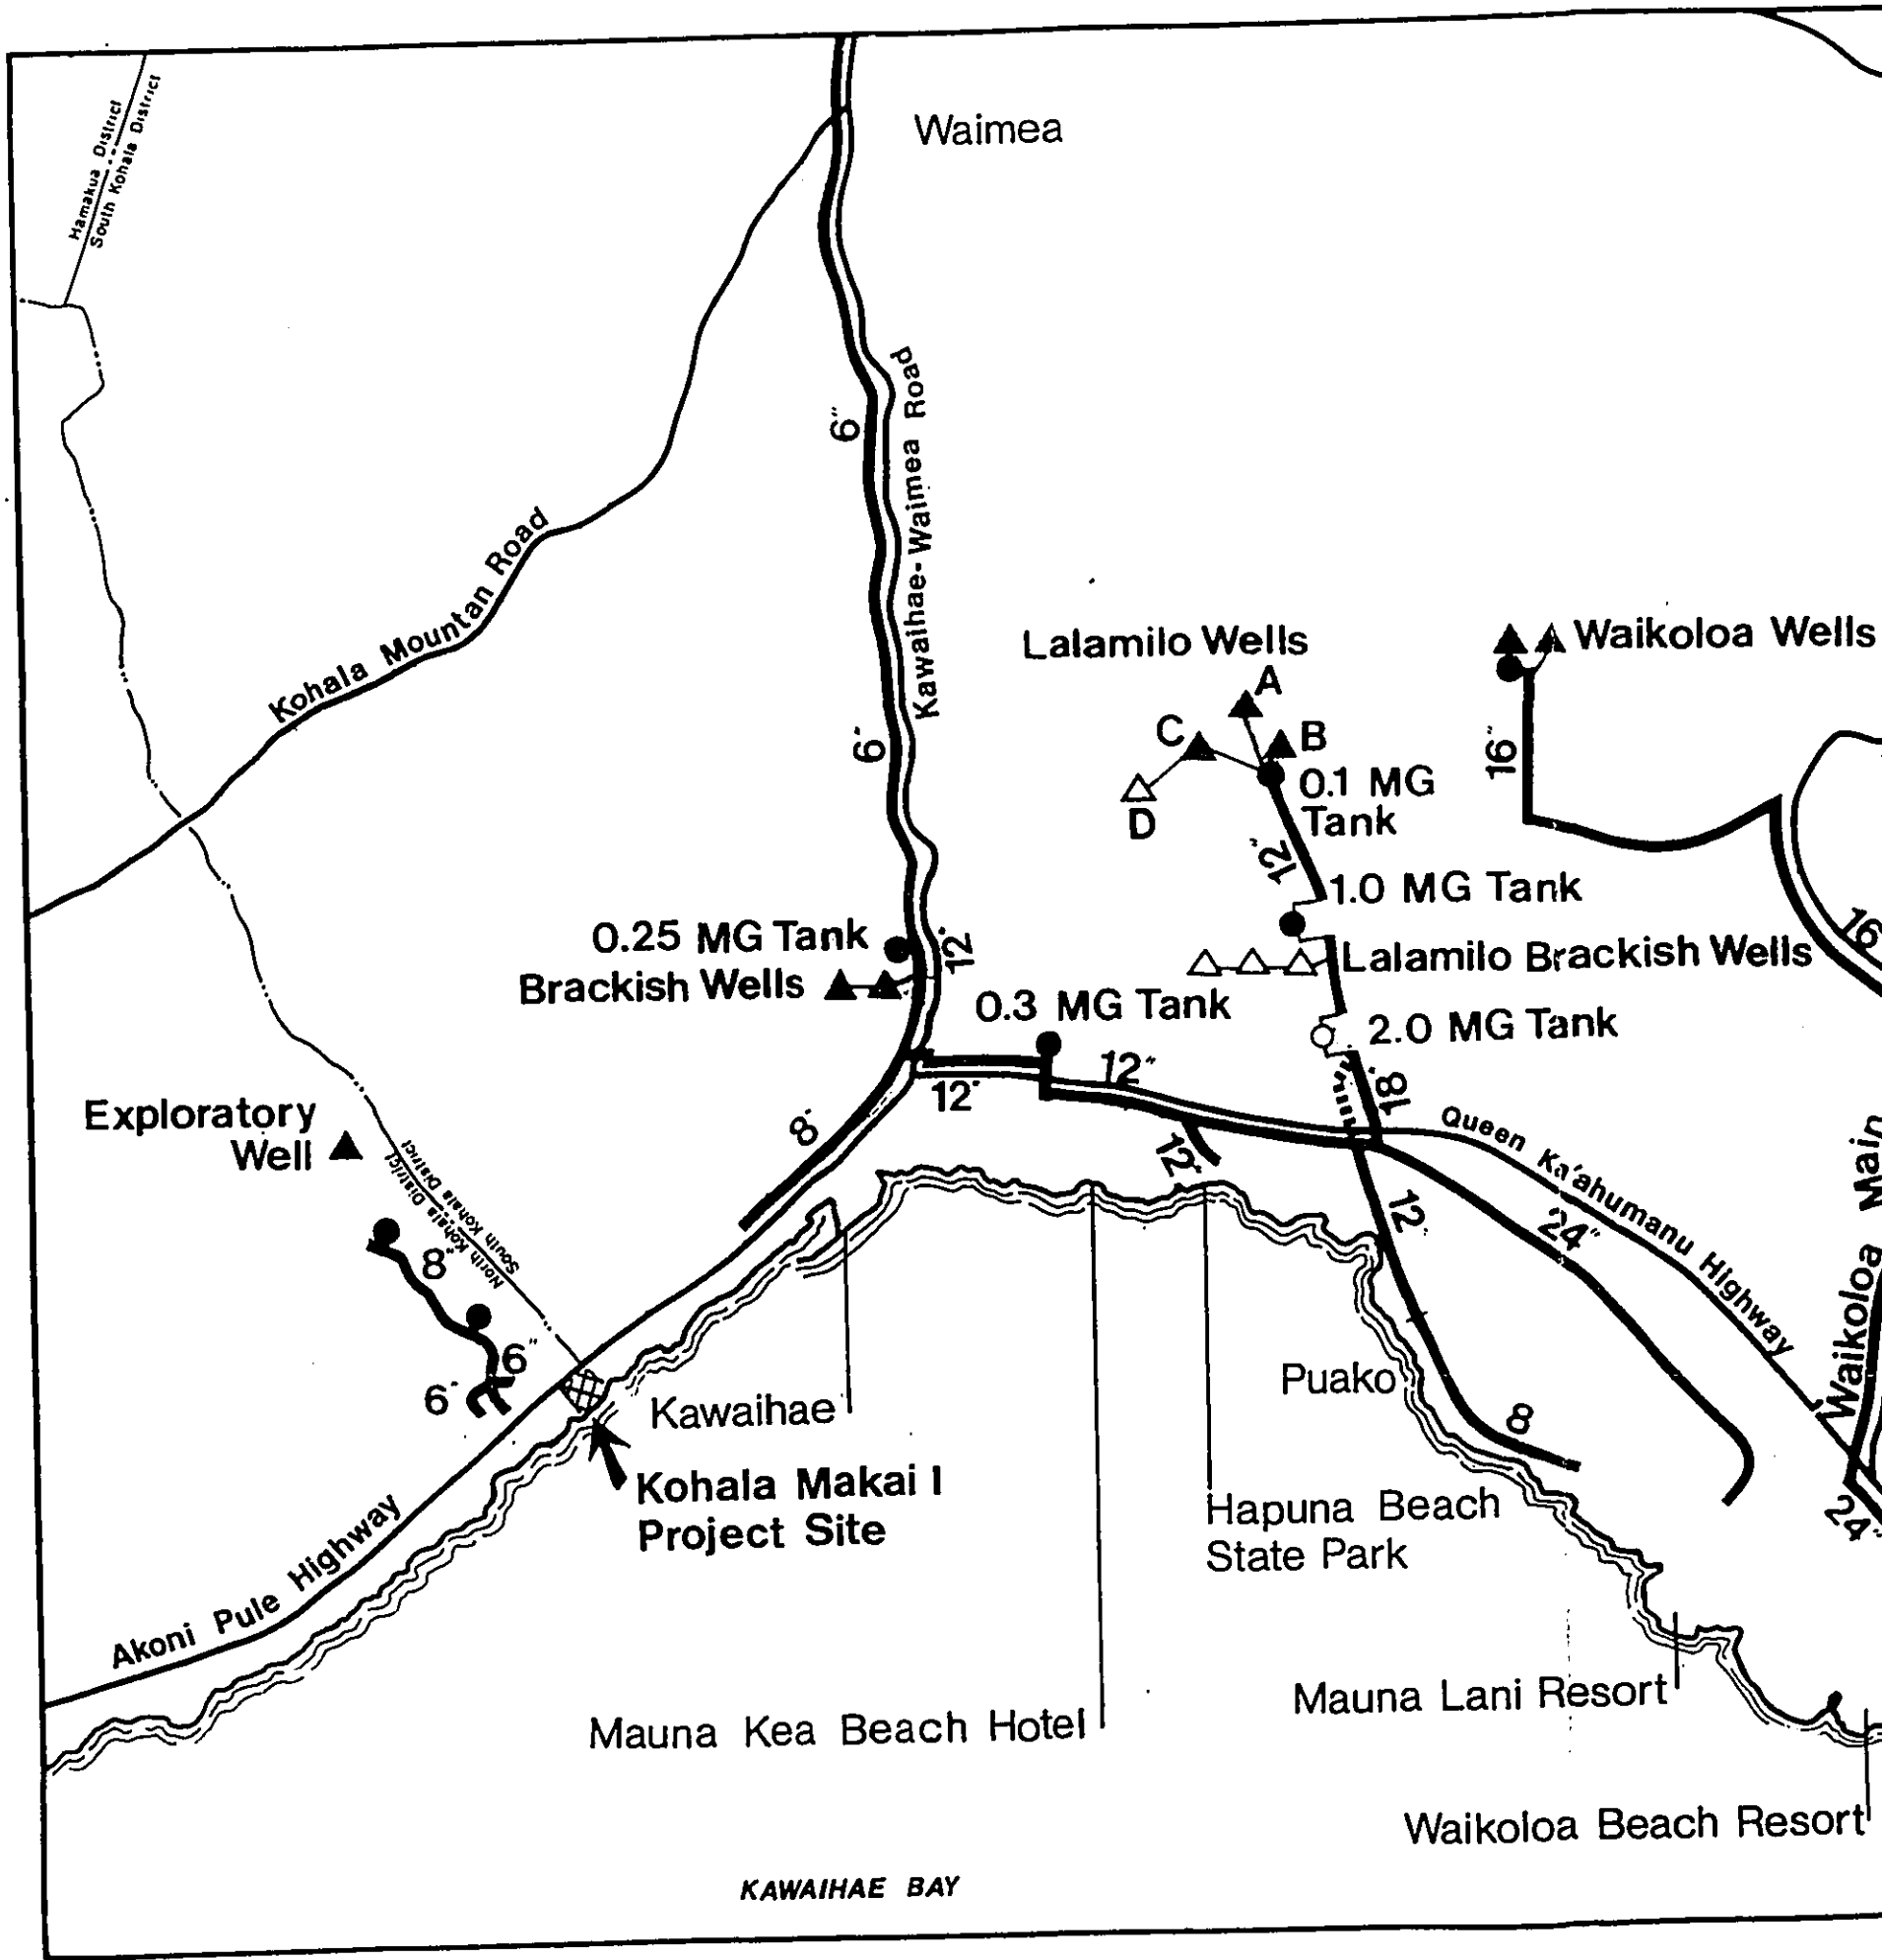 Hamakua District
South Kohala District
Waimea
6"
Kawaihae-Waimea Road
Kohala Mountan Road
6"
Lalamilo Wells
A
B
C
D
0.1 MG
Tank
12"
Waikoloa Wells
16"
1.0 MG Tank
16
0.25 MG Tank
12"
Brackish Wells
Lalamilo Brackish Wells
0.3 MG Tank
2.0 MG Tank
12"
12"
18"
Exploratory
Well
8"
Queen Ka'ahumanu Highway
North Kohala District
South Kohala District
12"
12"
24"
Waikoloa Main
8"
6"
6"
Puako
Kawaihae
8
Kohala Makai I
Project Site
Hapuna Beach
State Park
24"
Akoni Pule Highway
Mauna Kea Beach Hotel
Mauna Lani Resort
Waikoloa Beach Resort
KAWAIHAE BAY